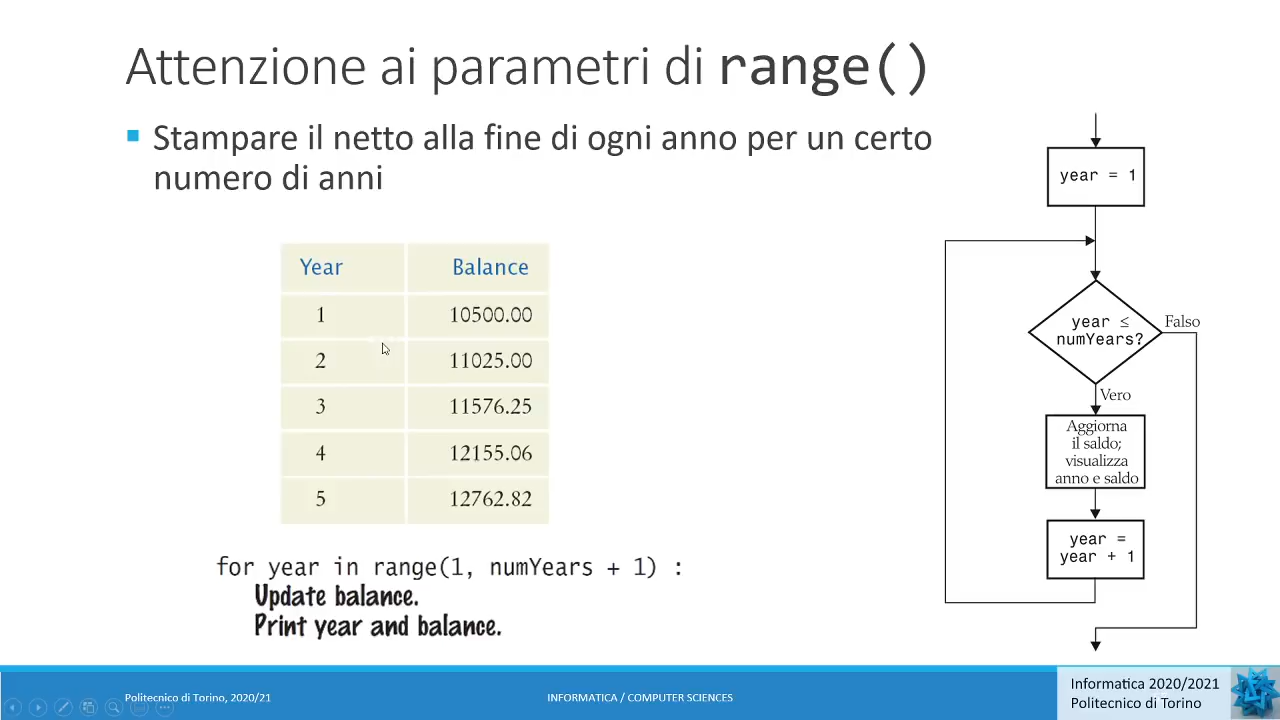 Attenzione ai parametri di range()
Stampare il netto alla fine di ogni anno per un certo
numero di anni
Year Balance
1 10500.00
2 11025.00
3 11576.25
4 12155.06
5 12762.82
for year in range(1, numYears + 1) :
Update balance.
Print year and balance.
year = 1
year ≤
numYears?
Falso
Vero
Aggiorna
il saldo;
visualizza
anno e saldo
year =
year + 1
Politecnico di Torino, 2020/21
INFORMATICA / COMPUTER SCIENCES
Informatica 2020/2021
Politecnico di Torino